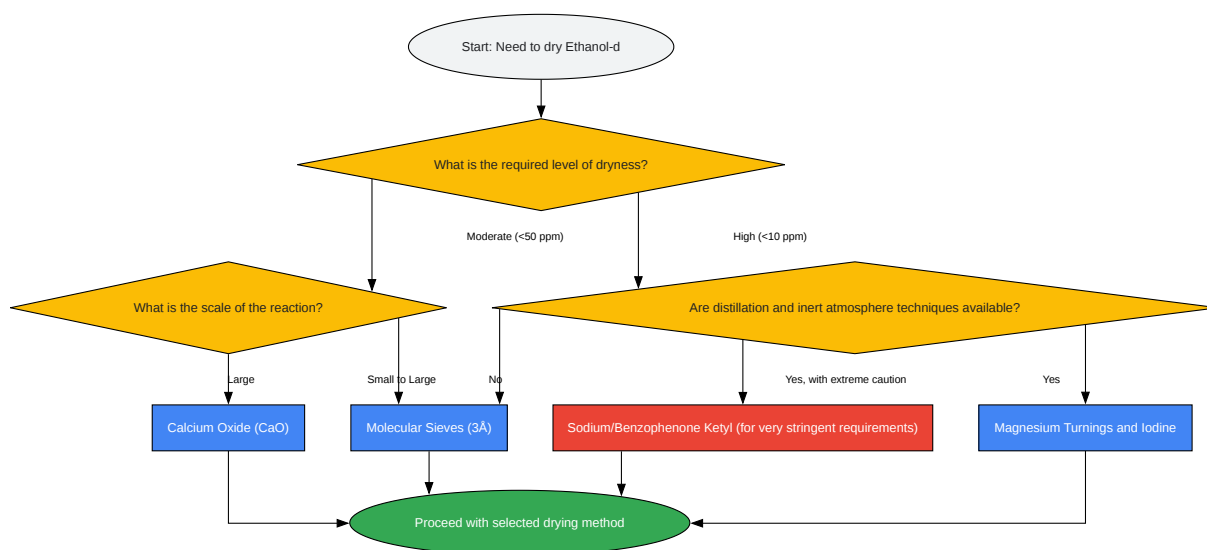 Start: Need to dry Ethanol-d
What is the required level of dryness?
Moderate (<50 ppm)
High (<10 ppm)
What is the scale of the reaction?
Are distillation and inert atmosphere techniques available?
Large
Small to Large
No
Yes, with extreme caution
Yes
Calcium Oxide (CaO)
Molecular Sieves (3Å)
Sodium/Benzophenone Ketyl (for very stringent requirements)
Magnesium Turnings and Iodine
Proceed with selected drying method